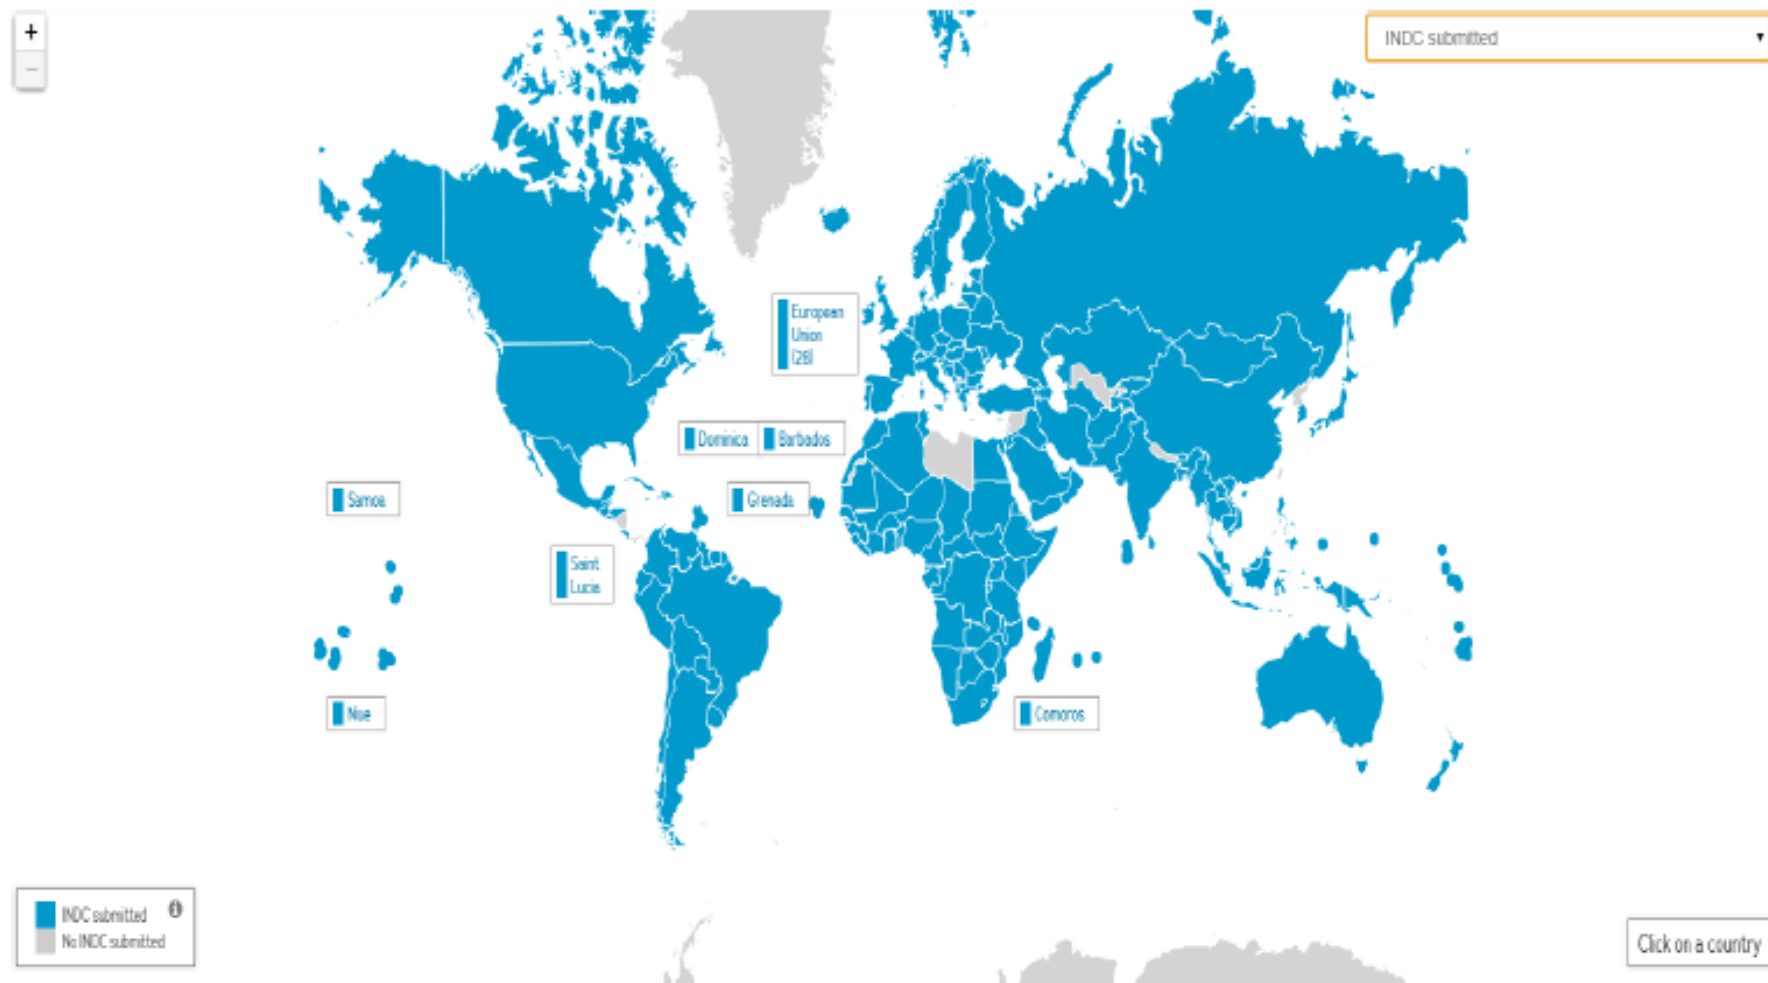 +
−
INDC submitted
European
Union
(28)
Dominica
Barbados
Samoa
Grenada
Saint
Lucia
Niue
Comoros
INDC submitted
No INDC submitted
Click on a country